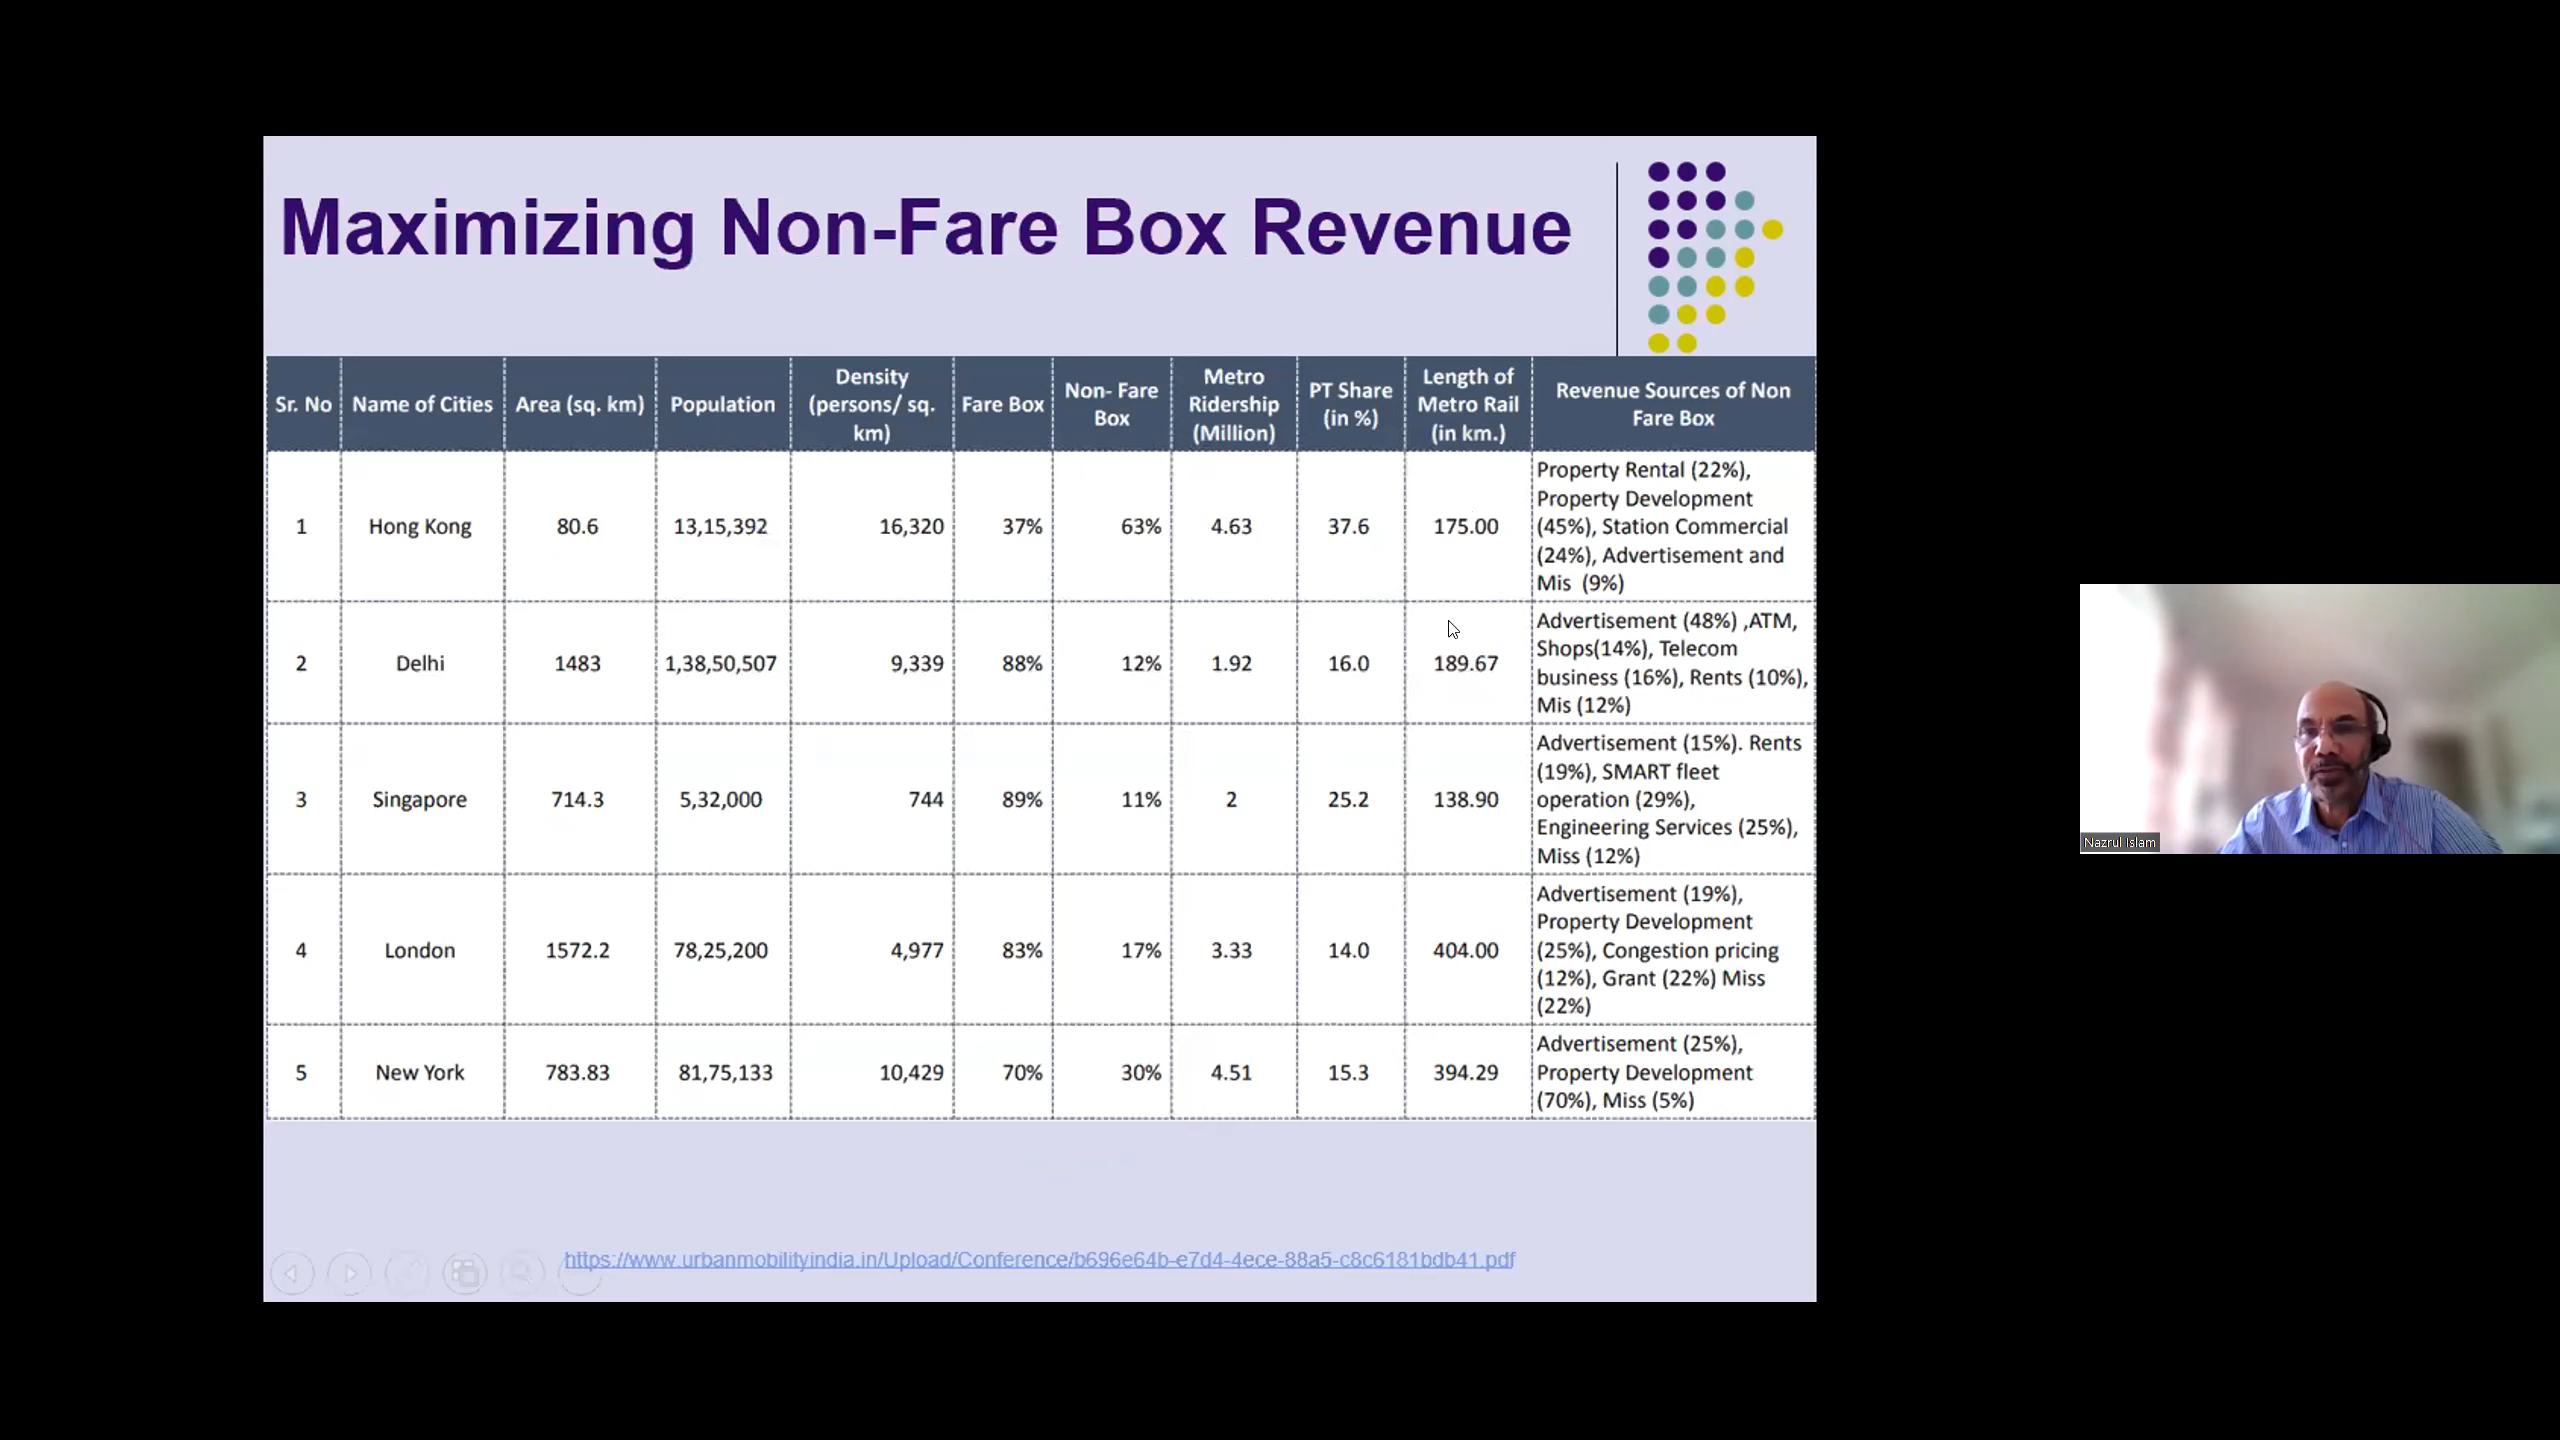 Maximizing Non-Fare Box Revenue
Sr. No Name of Cities Area (sq. km) Population Density (persons/ sq. km) Fare Box Non- Fare Box Metro Ridership (Million) PT Share (in %) Length of Metro Rail (in km.) Revenue Sources of Non Fare Box
1 Hong Kong 80.6 13,15,392 16,320 37% 63% 4.63 37.6 175.00
Property Rental (22%),
Property Development
(45%), Station Commercial
(24%), Advertisement and
Mis (9%)
2 Delhi 1483 1,38,50,507 9,339 88% 12% 1.92 16.0 189.67
Advertisement (48%) ,ATM,
Shops(14%), Telecom
business (16%), Rents (10%),
Mis (12%)
3 Singapore 714.3 5,32,000 744 89% 11% 2 25.2 138.90
Advertisement (15%). Rents
(19%), SMART fleet
operation (29%),
Engineering Services (25%),
Miss (12%)
4 London 1572.2 78,25,200 4,977 83% 17% 3.33 14.0 404.00
Advertisement (19%),
Property Development
(25%), Congestion pricing
(12%), Grant (22%) Miss
(22%)
5 New York 783.83 81,75,133 10,429 70% 30% 4.51 15.3 394.29
Advertisement (25%),
Property Development
(70%), Miss (5%)
https://www.urbanmobilityindia.in/Upload/Conference/b696e64b-e7d4-4ece-88a5-c8c6181bdb41.pdf
Nazrul Islam